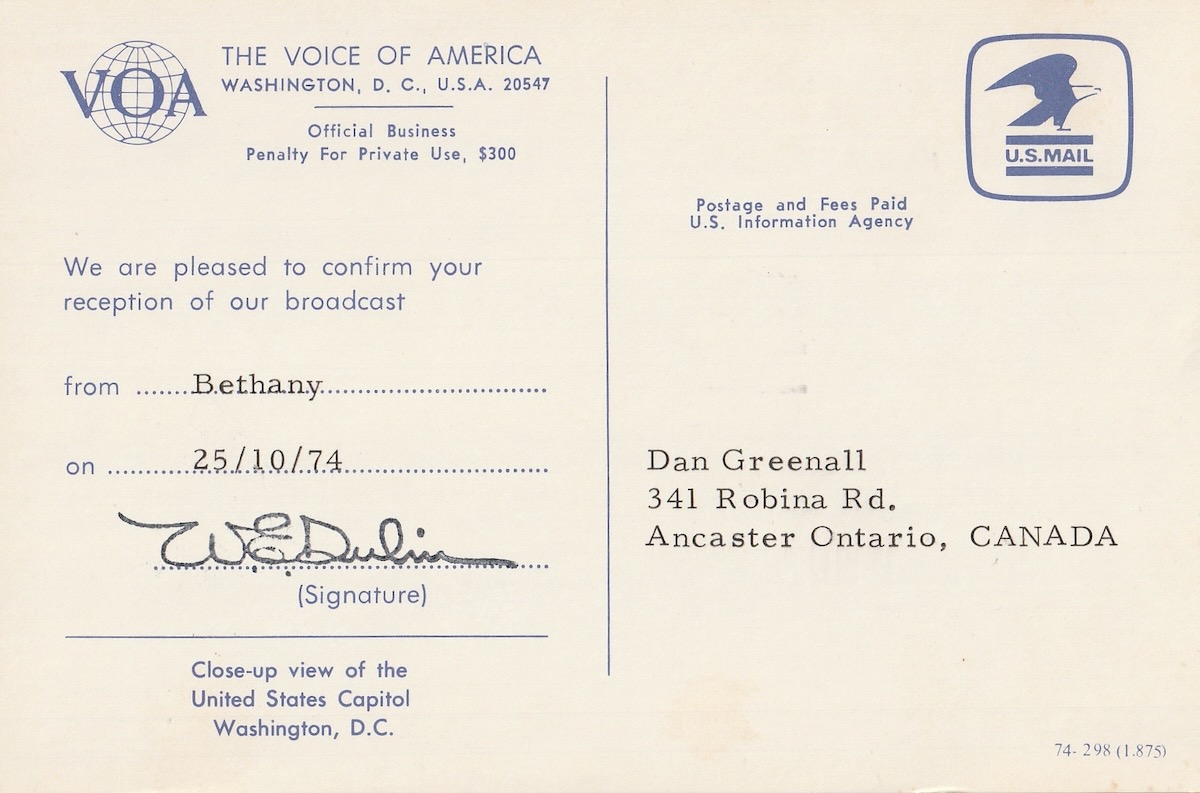 VOA
THE VOICE OF AMERICA
WASHINGTON, D. C., U.S.A. 20547
Official Business
Penalty For Private Use, $300
We are pleased to confirm your
reception of our broadcast
from ......Bethany......
on ......25/10/74......
W.E. Dulin
(Signature)
Close-up view of the
United States Capitol
Washington, D.C.
U.S.MAIL
Postage and Fees Paid
U.S. Information Agency
Dan Greenall
341 Robina Rd.
Ancaster Ontario, CANADA
74- 298 (1.875)